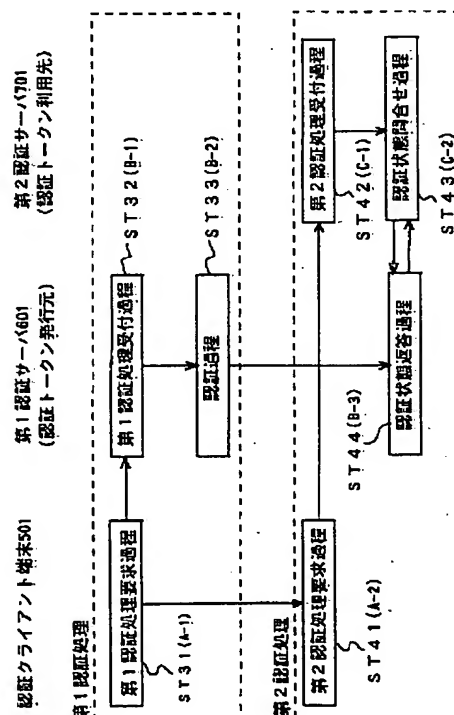 認証クライアント端末501
第1認証サーバ601
(認証トークン発行元)
第2認証サーバ701
(認証トークン利用先)
第1認証処理
第1認証処理要求過程
ST31(A-1)
第1認証処理受付過程
ST32(B-1)
認証過程
ST33(B-2)
第2認証処理
第2認証処理要求過程
ST41(A-2)
第2認証処理受付過程
ST42(C-1)
認証状態問合せ過程
ST43(C-2)
認証状態返答過程
ST44(B-3)